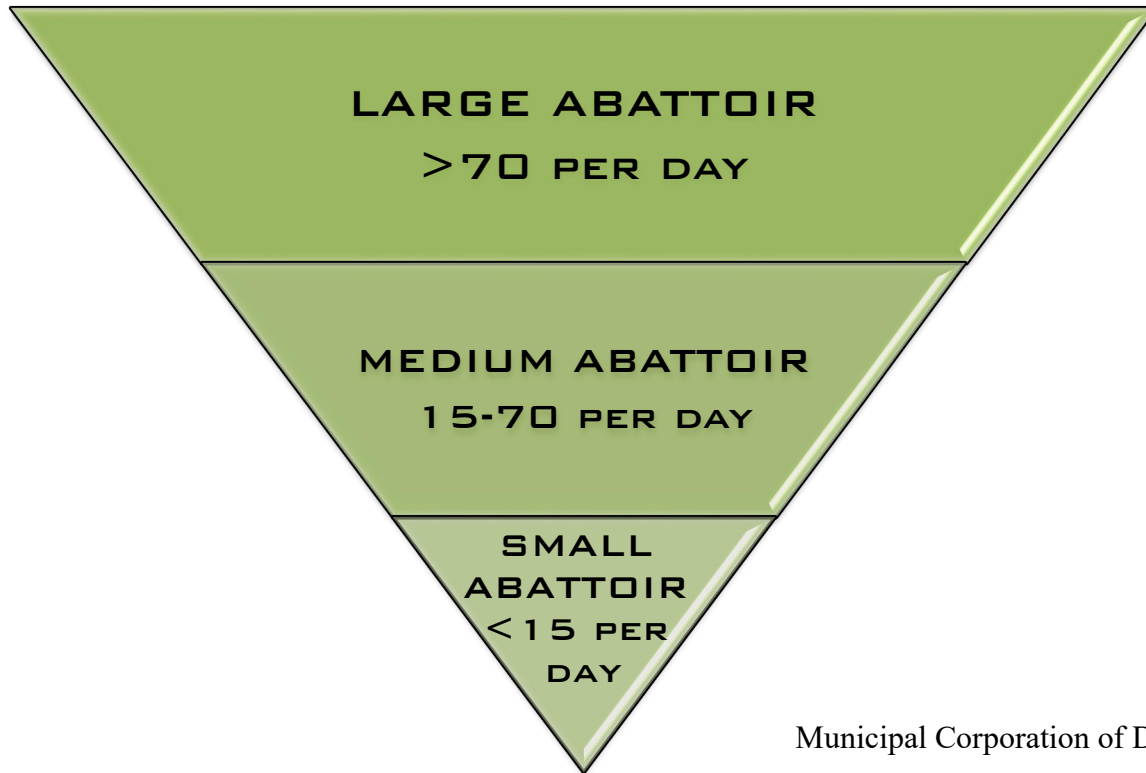 LARGE ABATTOIR
>70 PER DAY
MEDIUM ABATTOIR
15-70 PER DAY
SMALL
ABATTOIR
<15 PER
DAY
Municipal Corporation of D